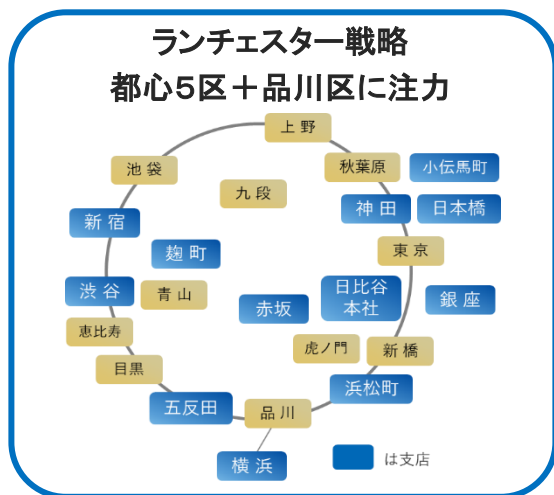 ランチェスター戦略
都心5区+品川区に注力
上野
池袋
秋葉原
小伝馬町
九段
新宿
神田
日本橋
麹町
東京
渋谷
青山
赤坂
日比谷
本社
銀座
恵比寿
虎ノ門
新橋
目黒
浜松町
五反田
品川
横浜
は支店